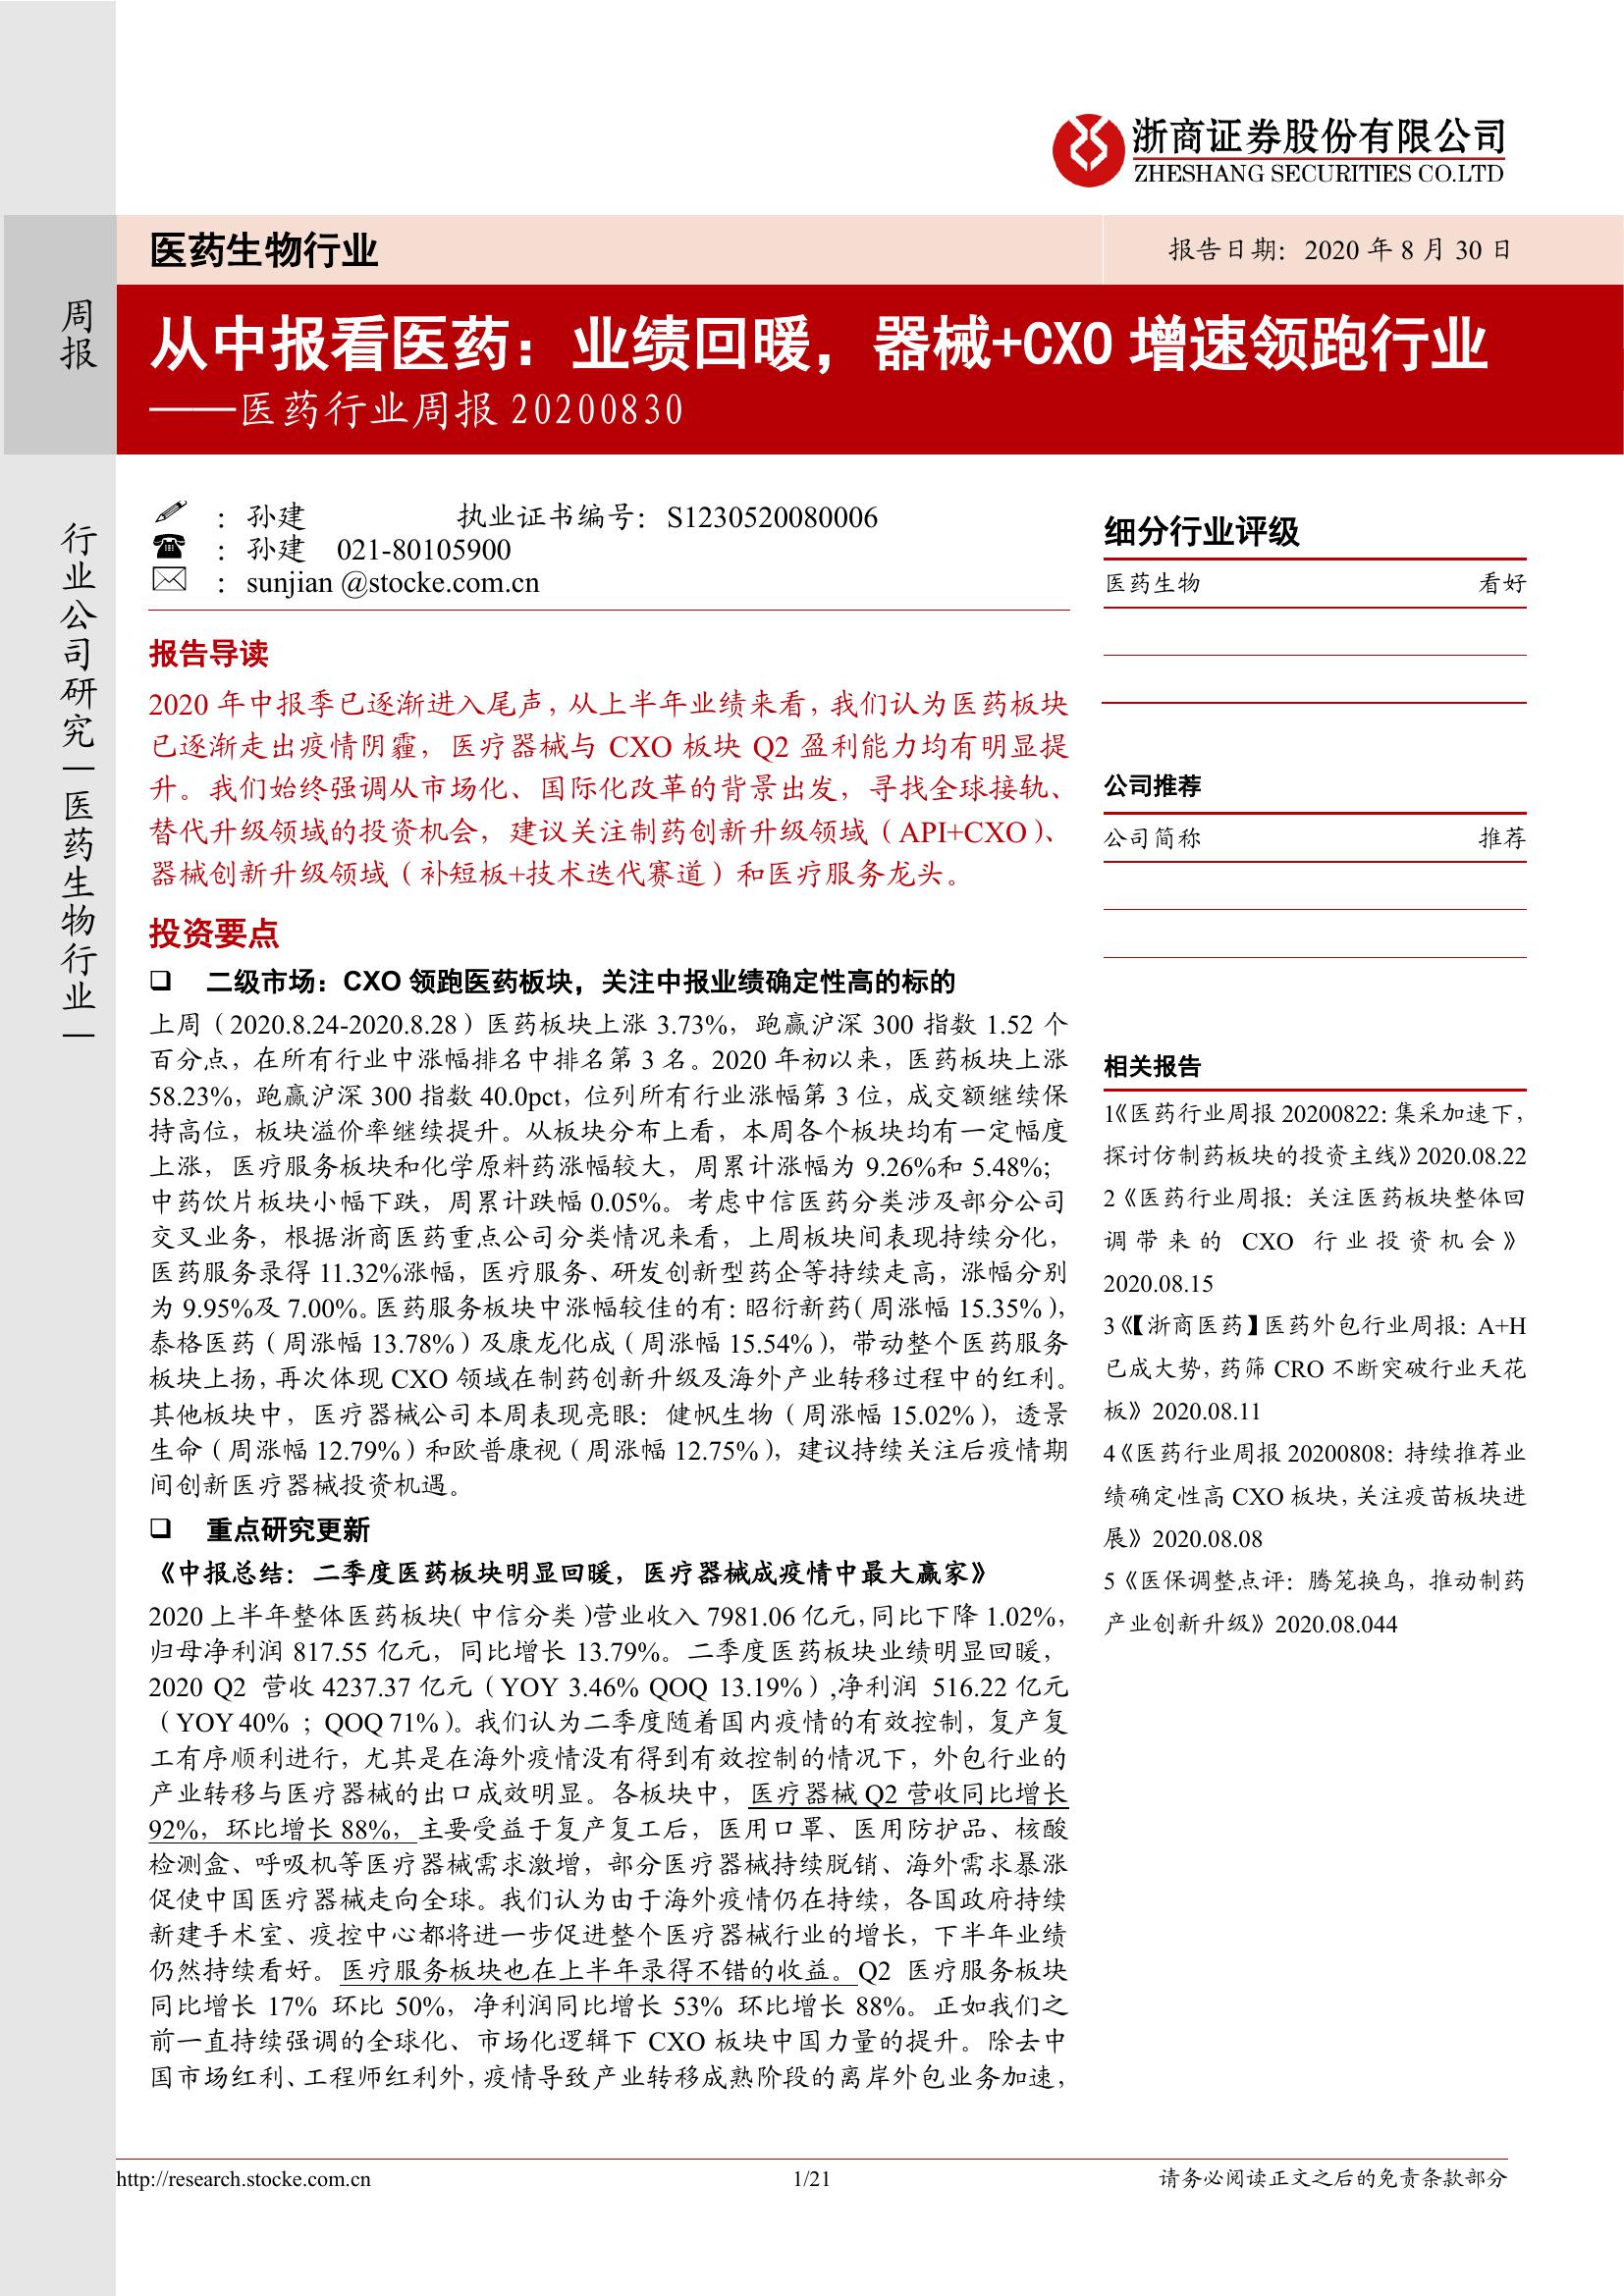 浙商证券股份有限公司
ZHESHANG SECURITIES CO.LTD
医药生物行业
报告日期：2020 年 8 月 30 日
周报
从中报看医药：业绩回暖，器械+CXO 增速领跑行业
——医药行业周报 20200830
行业公司研究|医药生物行业|
：孙建 执业证书编号：S1230520080006
：孙建 021-80105900
：sunjian @stocke.com.cn
报告导读
2020 年中报季已逐渐进入尾声，从上半年业绩来看，我们认为医药板块
已逐渐走出疫情阴霾，医疗器械与 CXO 板块 Q2 盈利能力均有明显提
升。我们始终强调从市场化、国际化改革的背景出发，寻找全球接轨、
替代升级领域的投资机会，建议关注制药创新升级领域（API+CXO）、
器械创新升级领域（补短板+技术迭代赛道）和医疗服务龙头。
投资要点
❑ 二级市场：CXO 领跑医药板块，关注中报业绩确定性高的标的
上周（2020.8.24-2020.8.28）医药板块上涨 3.73%，跑赢沪深 300 指数 1.52 个
百分点，在所有行业中涨幅排名中排名第 3 名。2020 年初以来，医药板块上涨
58.23%，跑赢沪深 300 指数 40.0pct，位列所有行业涨幅第 3 位，成交额继续保
持高位，板块溢价率继续提升。从板块分布上看，本周各个板块均有一定幅度
上涨，医疗服务板块和化学原料药涨幅较大，周累计涨幅为 9.26%和 5.48%；
中药饮片板块小幅下跌，周累计跌幅 0.05%。考虑中信医药分类涉及部分公司
交叉业务，根据浙商医药重点公司分类情况来看，上周板块间表现持续分化，
医药服务录得 11.32%涨幅，医疗服务、研发创新型药企等持续走高，涨幅分别
为 9.95%及 7.00%。医药服务板块中涨幅较佳的有：昭衍新药（周涨幅 15.35%），
泰格医药（周涨幅 13.78%）及康龙化成（周涨幅 15.54%），带动整个医药服务
板块上扬，再次体现 CXO 领域在制药创新升级及海外产业转移过程中的红利。
其他板块中，医疗器械公司本周表现亮眼：健帆生物（周涨幅 15.02%），透景
生命（周涨幅 12.79%）和欧普康视（周涨幅 12.75%），建议持续关注后疫情期
间创新医疗器械投资机遇。
❑ 重点研究更新
《中报总结：二季度医药板块明显回暖，医疗器械成疫情中最大赢家》
2020 上半年整体医药板块（中信分类）营业收入 7981.06 亿元，同比下降 1.02%，
归母净利润 817.55 亿元，同比增长 13.79%。二季度医药板块业绩明显回暖，
2020 Q2 营收 4237.37 亿元（YOY 3.46% QOQ 13.19%）,净利润 516.22 亿元
（YOY 40% ；QOQ 71%）。我们认为二季度随着国内疫情的有效控制，复产复
工有序顺利进行，尤其是在海外疫情没有得到有效控制的情况下，外包行业的
产业转移与医疗器械的出口成效明显。各板块中，医疗器械 Q2 营收同比增长
92%，环比增长 88%，主要受益于复产复工后，医用口罩、医用防护品、核酸
检测盒、呼吸机等医疗器械需求激增，部分医疗器械持续脱销、海外需求暴涨
促使中国医疗器械走向全球。我们认为由于海外疫情仍在持续，各国政府持续
新建手术室、疫控中心都将进一步促进整个医疗器械行业的增长，下半年业绩
仍然持续看好。医疗服务板块也在上半年录得不错的收益。Q2 医疗服务板块
同比增长 17% 环比 50%，净利润同比增长 53% 环比增长 88%。正如我们之
前一直持续强调的全球化、市场化逻辑下 CXO 板块中国力量的提升。除去中
国市场红利、工程师红利外，疫情导致产业转移成熟阶段的离岸外包业务加速，
细分行业评级
医药生物 看好
公司推荐
公司简称 推荐
相关报告
1《医药行业周报 20200822：集采加速下，
探讨仿制药板块的投资主线》2020.08.22
2《医药行业周报：关注医药板块整体回
调带来的 CXO 行业投资机会》
2020.08.15
3《【浙商医药】医药外包行业周报：A+H
已成大势，药筛 CRO 不断突破行业天花
板》2020.08.11
4《医药行业周报 20200808：持续推荐业
绩确定性高 CXO 板块，关注疫苗板块进
展》2020.08.08
5《医保调整点评：腾笼换鸟，推动制药
产业创新升级》2020.08.044
http://research.stocke.com.cn
1/21
请务必阅读正文之后的免责条款部分